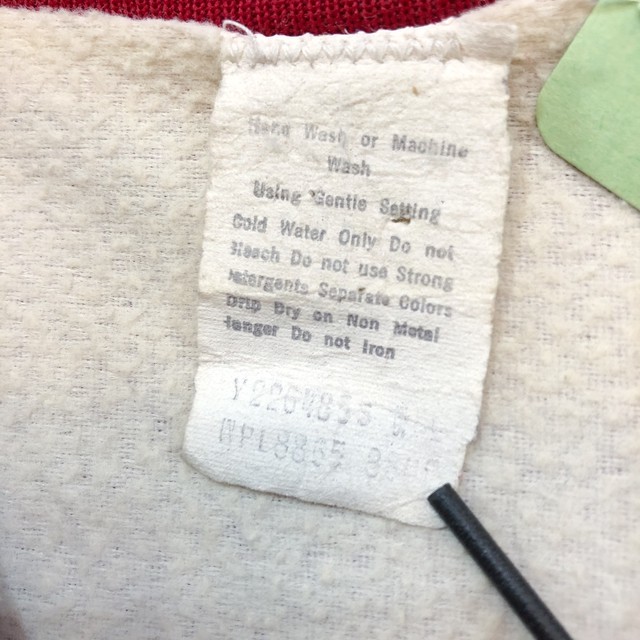 Hand Wash or Machine
Wash
Using Gentle Setting
Cold Water Only Do not
Bleach Do not use Strong
Detergents Separate Colors
Drip Dry on Non Metal
Hanger Do not Iron